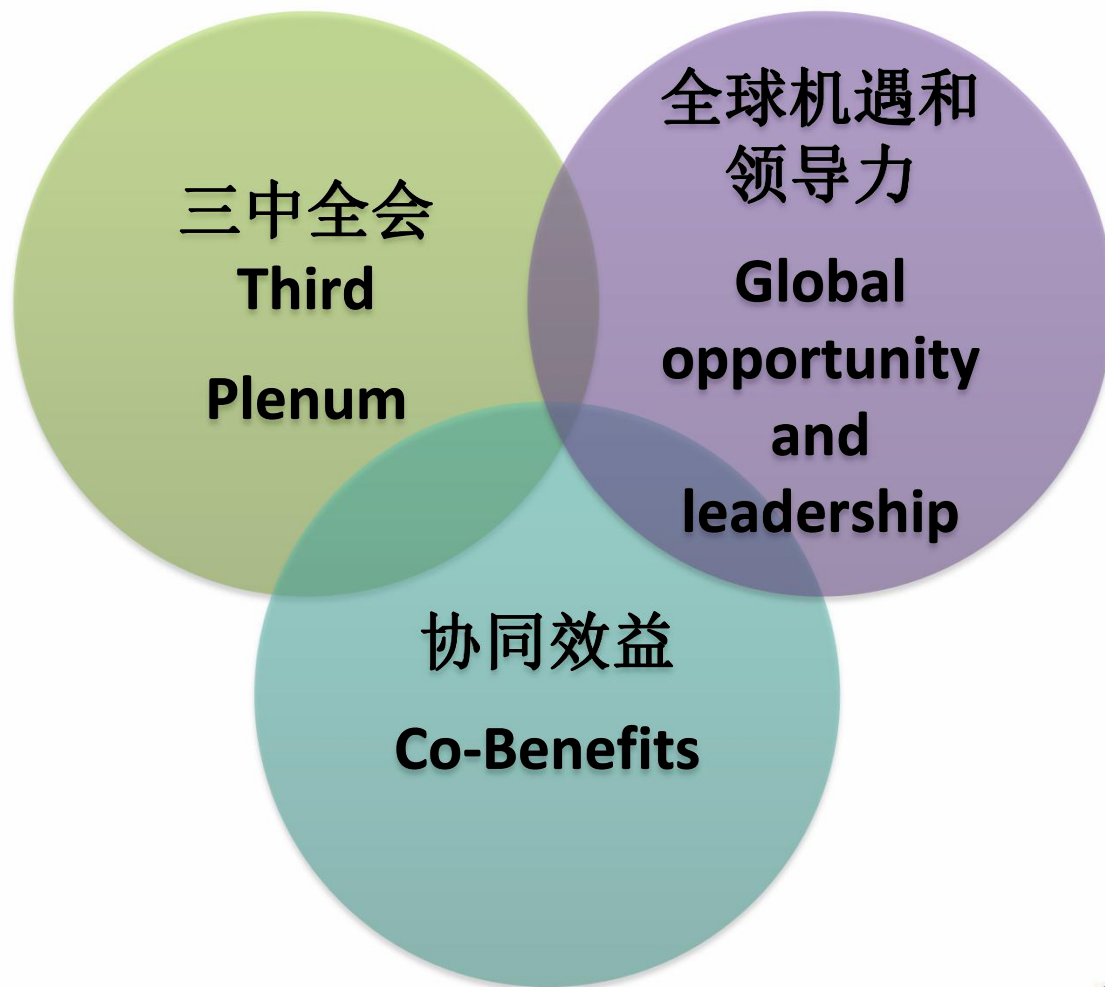 三中全会
Third
Plenum
全球机遇和
领导力
Global
opportunity
and
leadership
协同效益
Co-Benefits